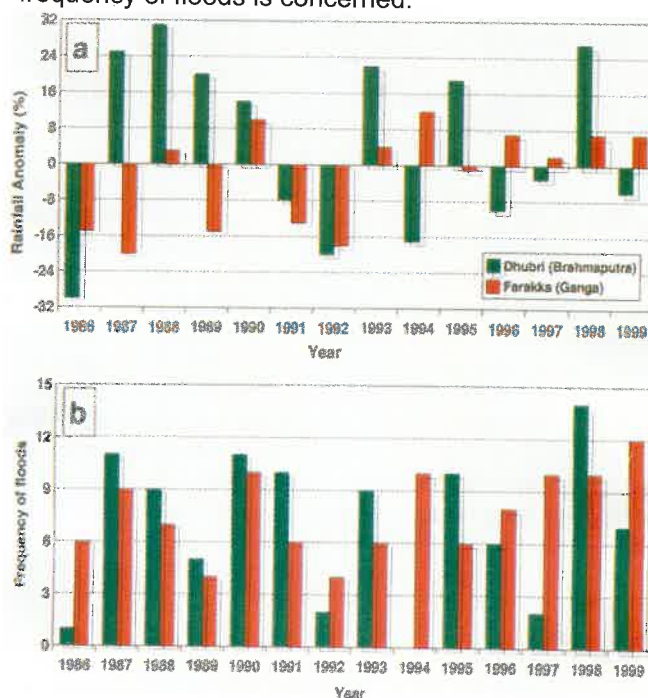 frequency of floods is concerned.
a
Rainfall Anomaly (%)
32
24
16
8
0
-8
-16
-24
-32
Dhubri (Brahmaputra)
Farakka (Ganga)
1986 1987 1988 1989 1990 1991 1992 1993 1994 1995 1996 1997 1998 1999
Year
b
Frequency of floods
15
12
9
6
3
0
1986 1987 1988 1989 1990 1991 1992 1993 1994 1995 1996 1997 1998 1999
Year